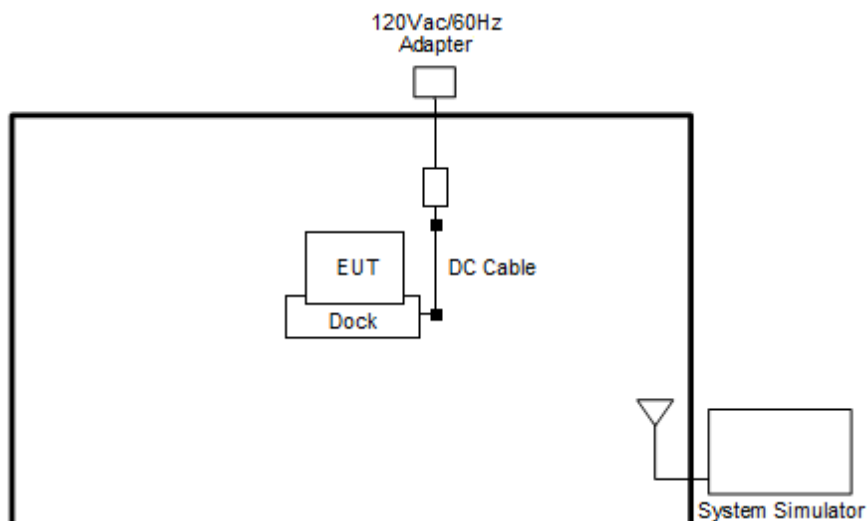 120Vac/60Hz
Adapter
EUT
DC Cable
Dock
System Simulator